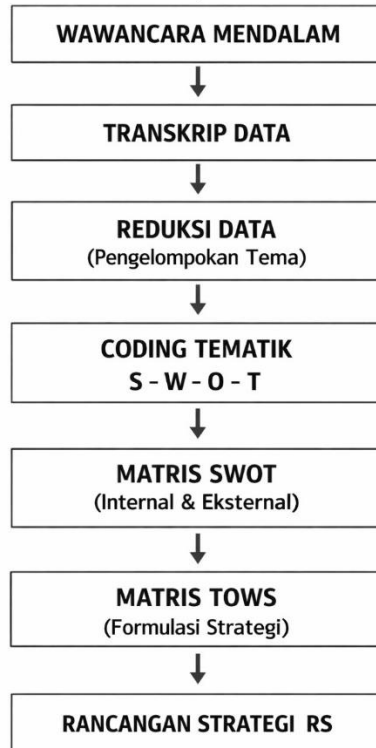 WAWANCARA MENDALAM
TRANSKRIP DATA
REDUKSI DATA
(Pengelompokan Tema)
CODING TEMATIK
S - W - O - T
MATRIS SWOT
(Internal & Eksternal)
MATRIS TOWS
(Formulasi Strategi)
RANCANGAN STRATEGI RS